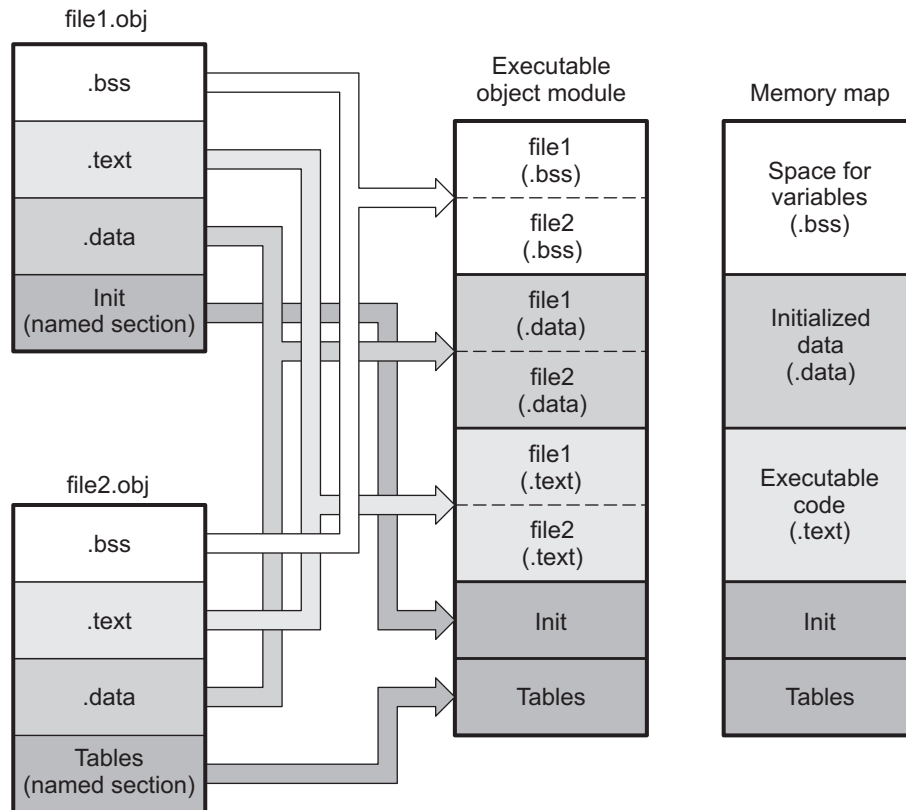 file1.obj
.bss
.text
.data
Init
(named section)
file2.obj
.bss
.text
.data
Tables
(named section)
Executable
object module
file1
(.bss)
file2
(.bss)
file1
(.data)
file2
(.data)
file1
(.text)
file2
(.text)
Init
Tables
Memory map
Space for
variables
(.bss)
Initialized
data
(.data)
Executable
code
(.text)
Init
Tables